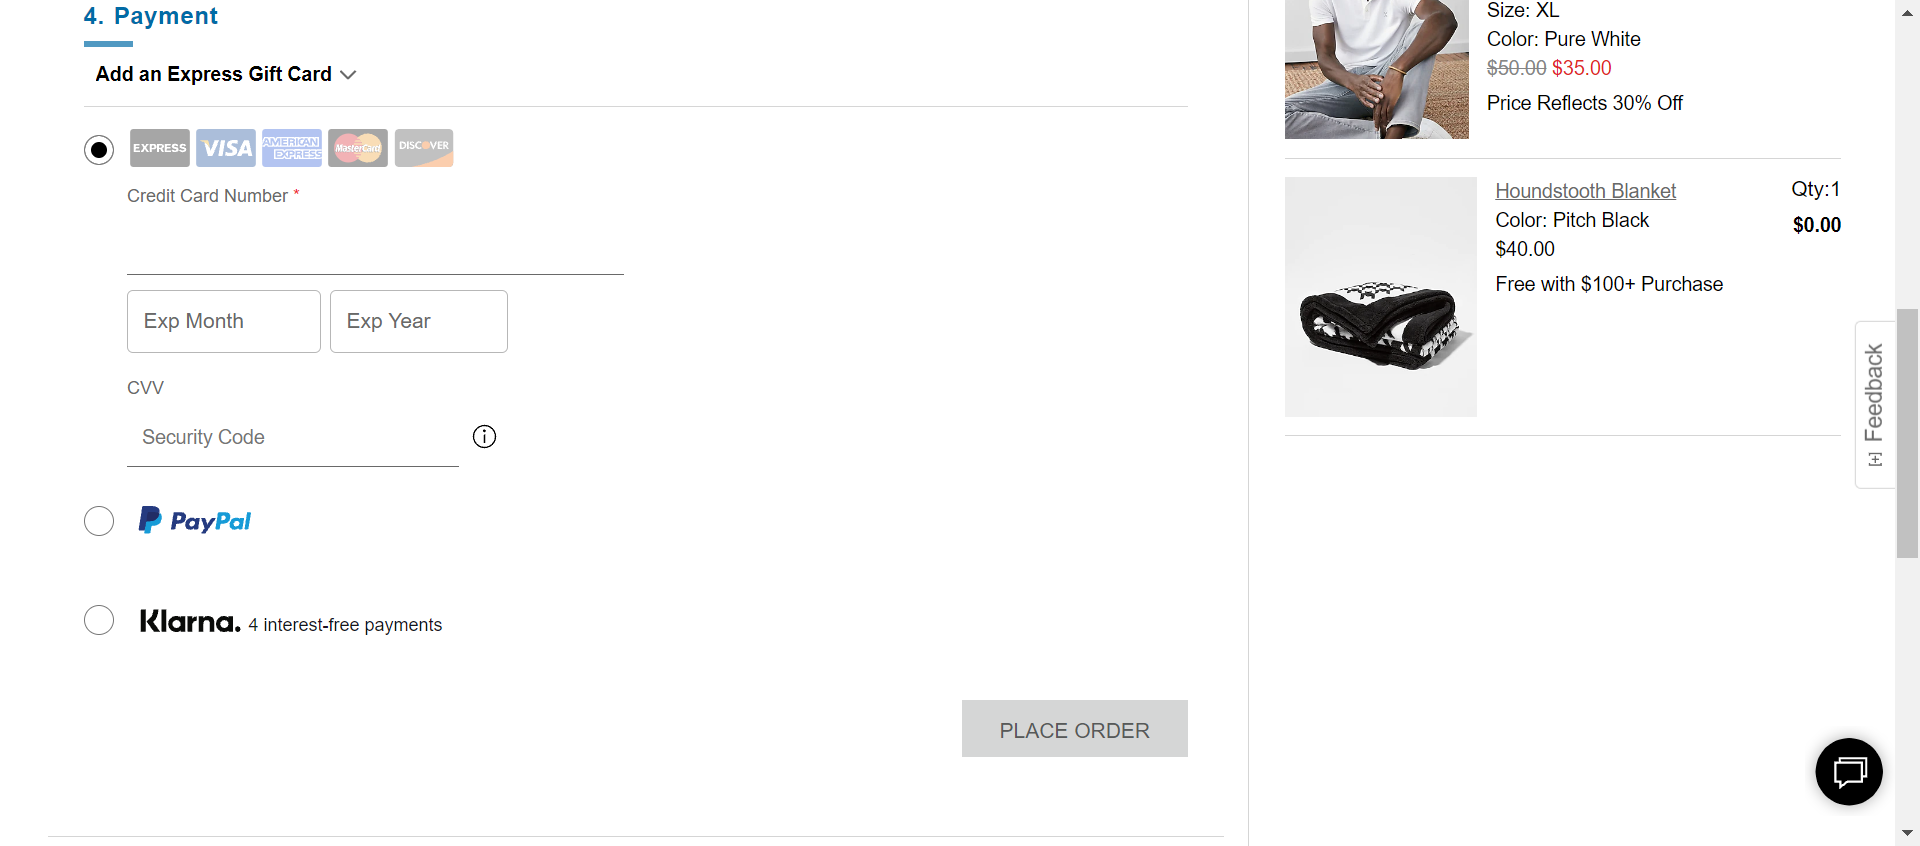 4. Payment
Add an Express Gift Card
EXPRESS VISA AMERICAN EXPRESS MasterCard DISCOVER
Credit Card Number *
Exp Month
Exp Year
CVV
Security Code
PayPal
Klarna. 4 interest-free payments
PLACE ORDER
Size: XL
Color: Pure White
$50.00 $35.00
Price Reflects 30% Off
Houndstooth Blanket
Qty:1
Color: Pitch Black
$0.00
$40.00
Free with $100+ Purchase
[+] Feedback